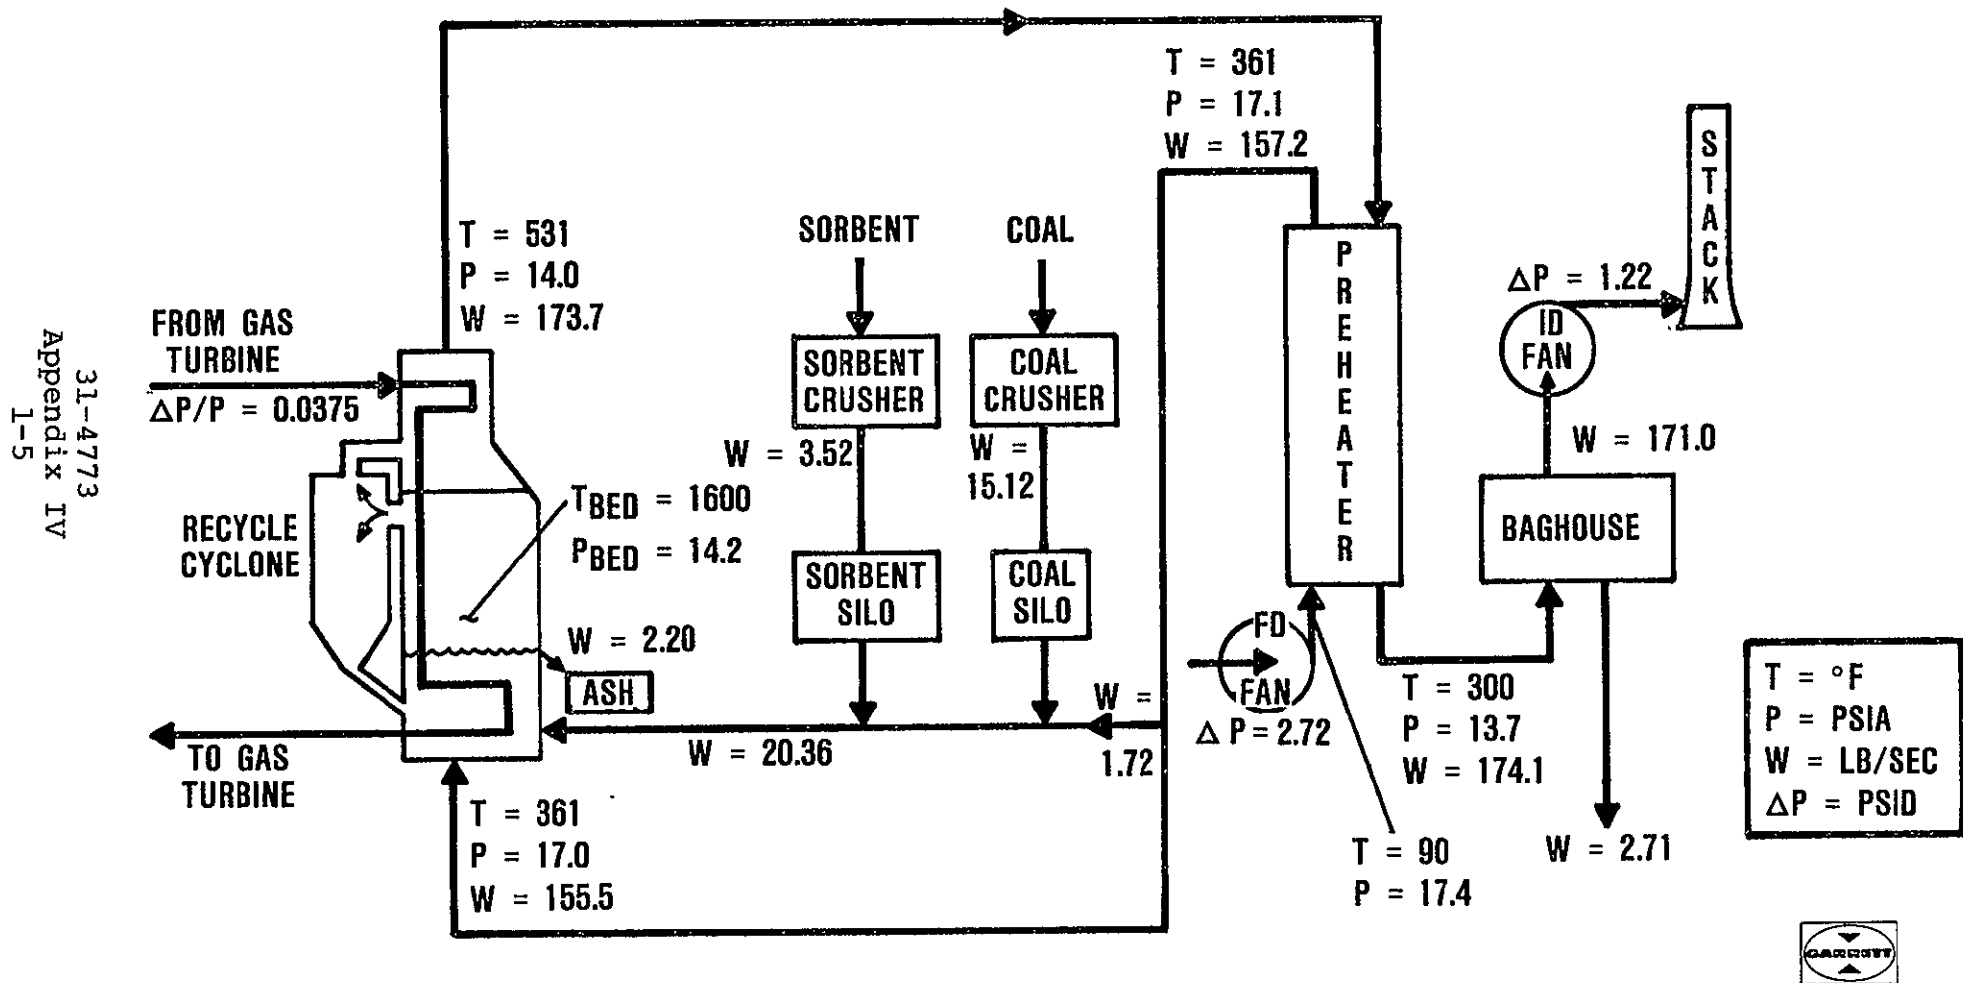 31-4773
Appendix IV
1-5
T = 361
P = 17.1
W = 157.2
T = 531
P = 14.0
W = 173.7
SORBENT
COAL
PREHEATER
STACK
ΔP = 1.22
ID
FAN
FROM GAS
TURBINE
ΔP/P = 0.0375
SORBENT
CRUSHER
COAL
CRUSHER
W = 3.52
W =
15.12
W = 171.0
RECYCLE
CYCLONE
TBED = 1600
PBED = 14.2
BAGHOUSE
SORBENT
SILO
COAL
SILO
W = 2.20
ASH
FD
FAN
ΔP = 2.72
T = 300
P = 13.7
W = 174.1
T = °F
P = PSIA
W = LB/SEC
ΔP = PSID
W =
1.72
W = 20.36
TO GAS
TURBINE
T = 361
P = 17.0
W = 155.5
T = 90
P = 17.4
W = 2.71
GARRETT